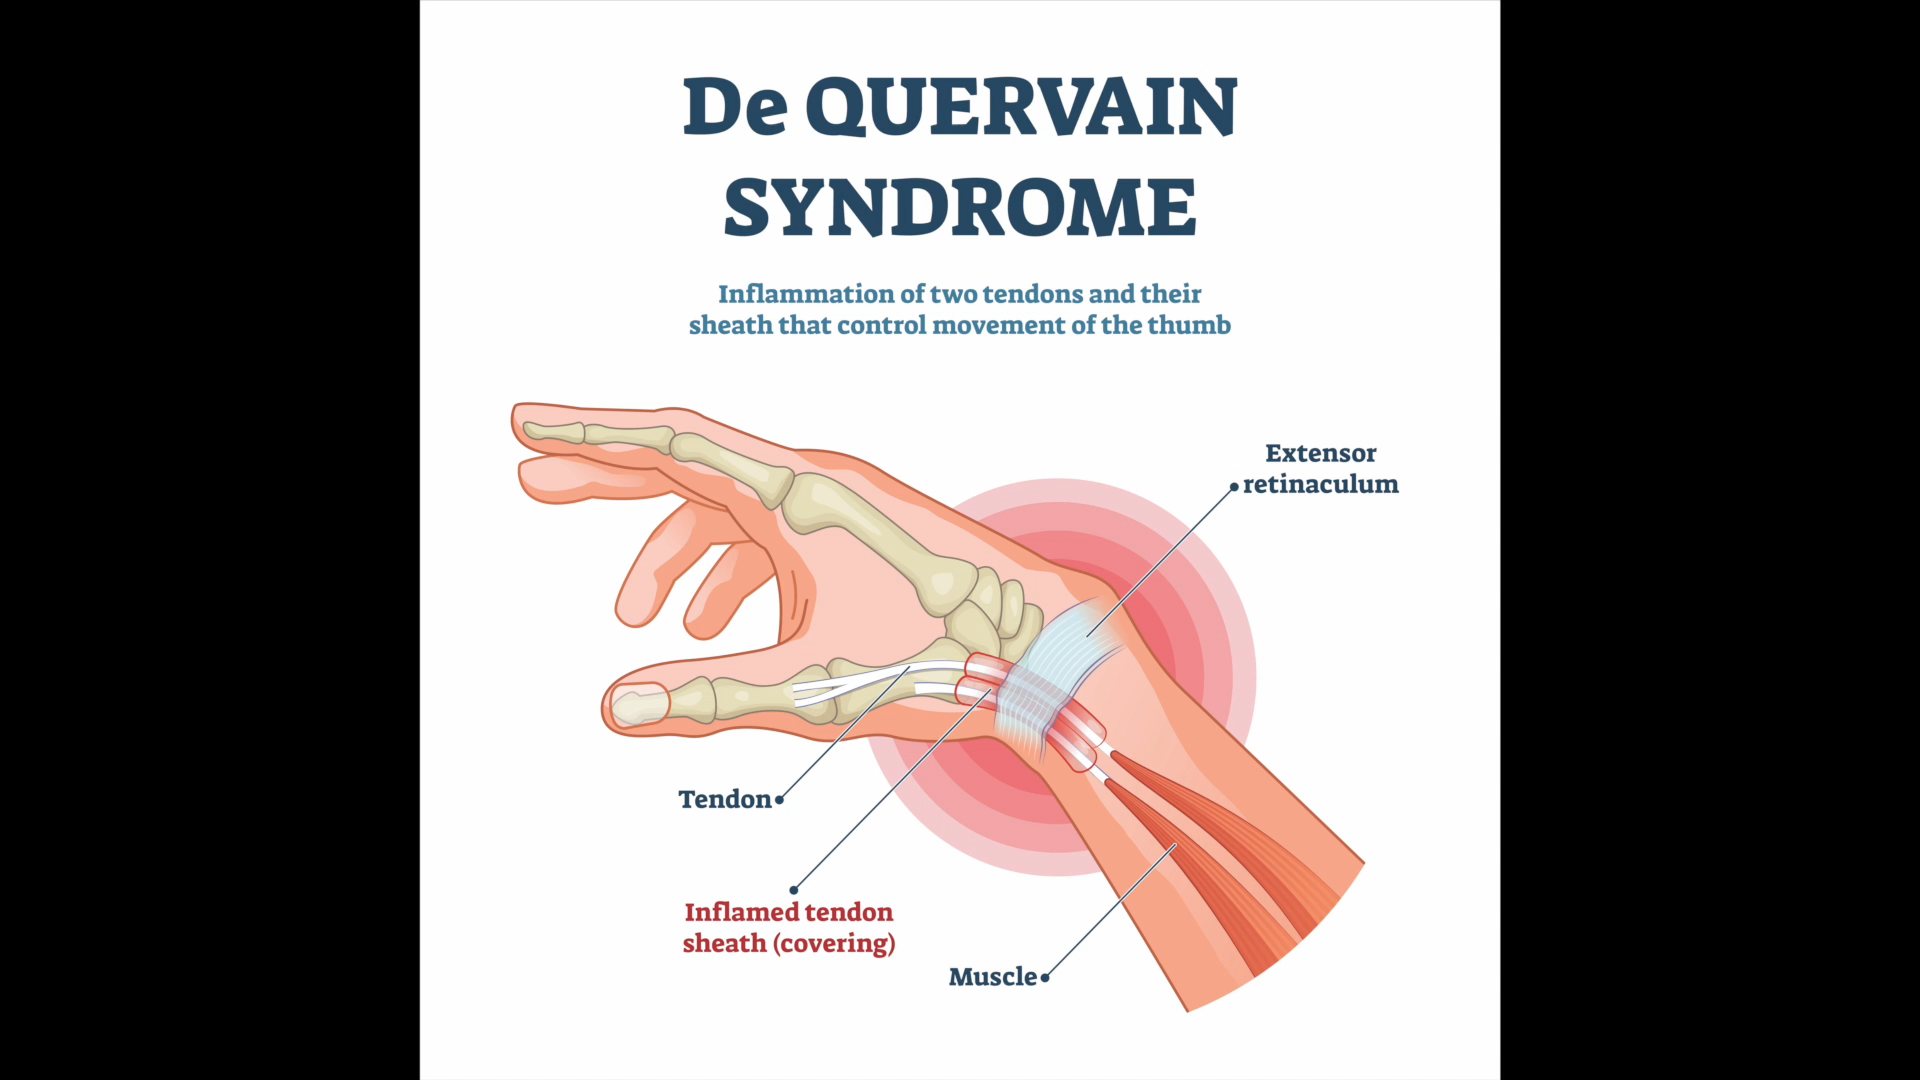 De QUERVAIN
SYNDROME
Inflammation of two tendons and their
sheath that control movement of the thumb
Extensor
retinaculum
Tendon
Inflamed tendon
sheath (covering)
Muscle